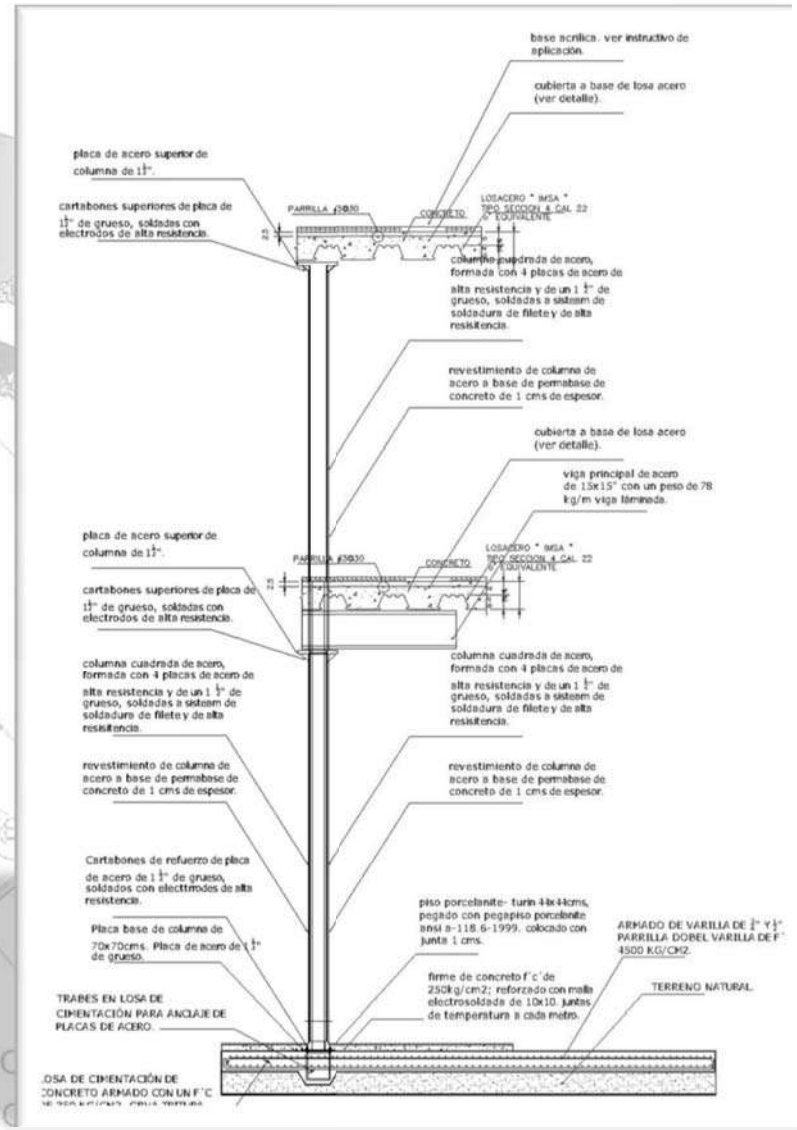 base acrilica. ver instructivo de
aplicación.
cubierta a base de losa acero
(ver detalle).
placa de acero superior de
columna de 1½".
cartabones superiores de placa de
1½" de grueso, soldadas con
electrodos de alta resistencia.
PARRILLA
CONCRETO
LOSACERO " IMSA "
TIPO SECCION 4 CAL 22
6" EQUIVALENTE
2.5
columna cuadrada de acero,
formada con 4 placas de acero de
alta resistencia y de un 1 ½" de
grueso, soldadas a sisteam de
soldadura de filete y de alta
resisitencia.
revestimiento de columna de
acero a base de permabase de
concreto de 1 cms de espesor.
cubierta a base de losa acero
(ver detalle).
viga principal de acero
de 15x15" con un peso de 78
kg/m viga láminada.
placa de acero superior de
columna de 1½".
cartabones superiores de placa de
1½" de grueso, soldadas con
electrodos de alta resistencia.
PARRILLA
CONCRETO
LOSACERO " IMSA "
TIPO SECCION 4 CAL 22
6" EQUIVALENTE
2.5
columna cuadrada de acero,
formada con 4 placas de acero de
alta resistencia y de un 1 ½" de
grueso, soldadas a sisteam de
soldadura de filete y de alta
resisitencia.
columna cuadrada de acero,
formada con 4 placas de acero de
alta resistencia y de un 1 ½" de
grueso, soldadas a sisteam de
soldadura de filete y de alta
resisitencia.
revestimiento de columna de
acero a base de permabase de
concreto de 1 cms de espesor.
revestimiento de columna de
acero a base de permabase de
concreto de 1 cms de espesor.
Cartabones de refuerzo de placa
de acero de 1 ½" de grueso,
soldados con electtrrodes de alta
resistencia.
Placa base de columna de
70x70cms. Placa de acero de 1 ½"
de grueso.
piso porcelanite- turin 44x44cms,
pegado con pegapiso porcelanite
ansi a-118.6-1999. colocado con
junta 1 cms.
firme de concreto f´c´de
250kg/cm2; reforzado con malla
electrosoldada de 10x10. juntas
de temperatura a cada metro.
ARMADO DE VARILLA DE Y
PARRILLA DOBEL VARILLA DE F´
4500 KG/CM2.
TERRENO NATURAL.
TRABES EN LOSA DE
CIMENTACIÓN PARA ANCLAJE DE
PLACAS DE ACERO.
OSA DE CIMENTACIÓN DE
CONCRETO ARMADO CON UN F´C